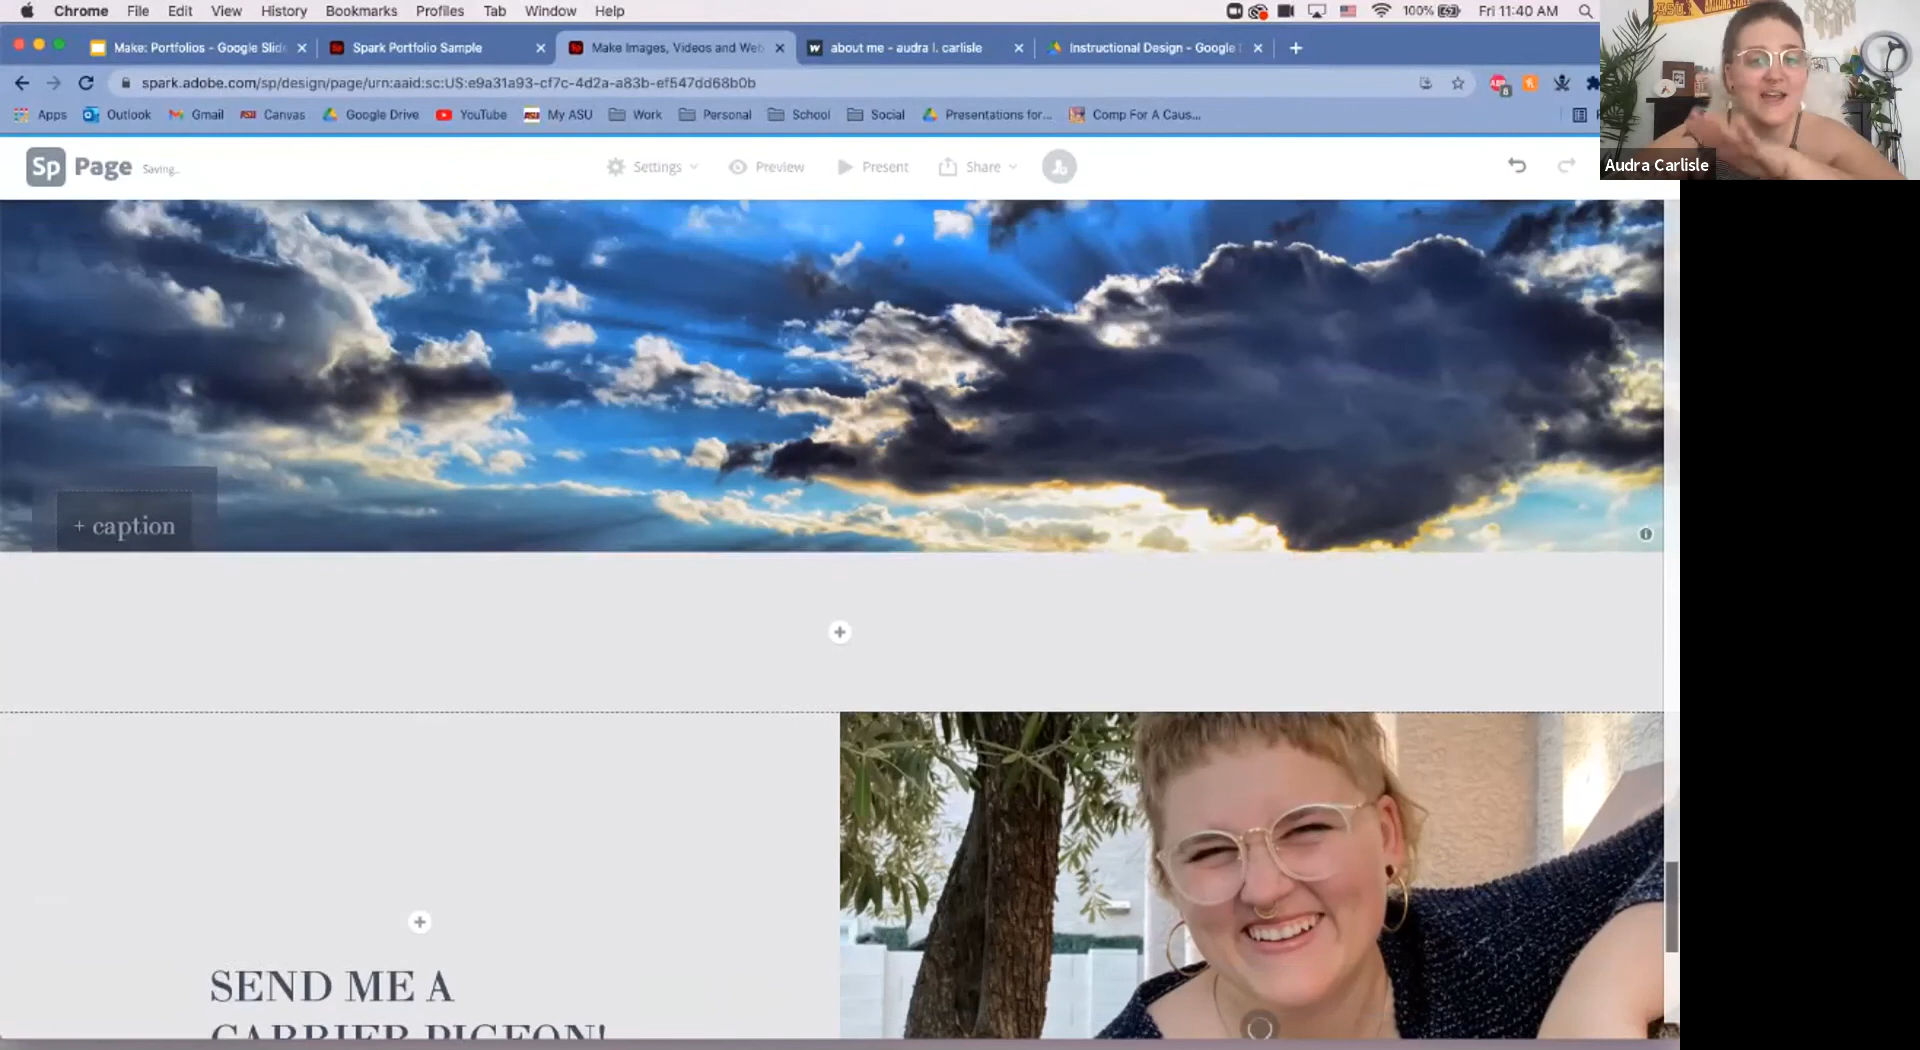 Chrome File Edit View History Bookmarks Profiles Tab Window Help
100% Fri 11:40 AM
Make: Portfolios - Google Slide
Spark Portfolio Sample
Make Images, Videos and Web
about me - audra l. carlisle
Instructional Design - Google
spark.adobe.com/sp/design/page/urn:aaid:sc:US:e9a31a93-cf7c-4d2a-a83b-ef547dd68b0b
Apps Outlook Gmail Canvas Google Drive YouTube My ASU Work Personal School Social Presentations for... Comp For A Caus...
Audra Carlisle
Sp Page Saving... Settings Preview Present Share
+ caption
SEND ME A
CARRIER PIGEON!